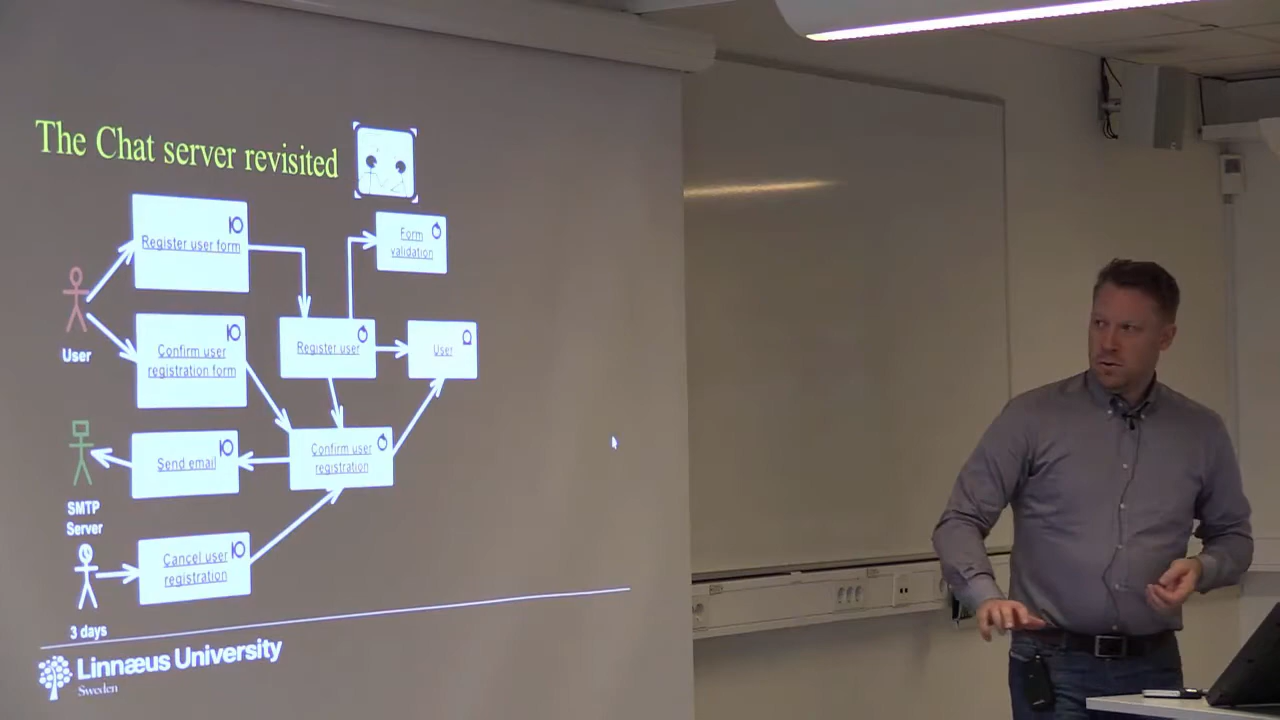 The Chat server revisited
Register user form
Form
validation
User
Confirm user
registration form
Register user
User
Send email
Confirm user
registration
SMTP
Server
Cancel user
registration
3 days
Linnæus University
Sweden